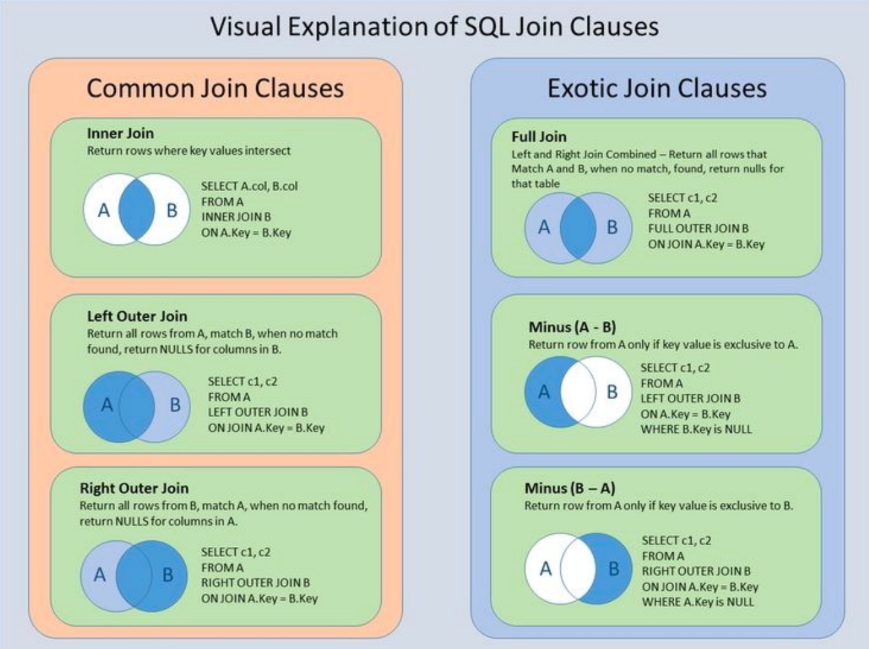 Visual Explanation of SQL Join Clauses
Common Join Clauses
Inner Join
Return rows where key values intersect
A
B
SELECT A.col, B.col
FROM A
INNER JOIN B
ON A.Key = B.Key
Left Outer Join
Return all rows from A, match B, when no match
found, return NULLS for columns in B.
A
B
SELECT c1, c2
FROM A
LEFT OUTER JOIN B
ON JOIN A.Key = B.Key
Right Outer Join
Return all rows from B, match A, when no match found,
return NULLS for columns in A.
A
B
SELECT c1, c2
FROM A
RIGHT OUTER JOIN B
ON JOIN A.Key = B.Key
Exotic Join Clauses
Full Join
Left and Right Join Combined – Return all rows that
Match A and B, when no match, found, return nulls for
that table
A
B
SELECT c1, c2
FROM A
FULL OUTER JOIN B
ON JOIN A.Key = B.Key
Minus (A - B)
Return row from A only if key value is exclusive to A.
A
B
SELECT c1, c2
FROM A
LEFT OUTER JOIN B
ON A.Key = B.Key
WHERE B.Key is NULL
Minus (B – A)
Return row from A only if key value is exclusive to B.
A
B
SELECT c1, c2
FROM A
RIGHT OUTER JOIN B
ON JOIN A.Key = B.Key
WHERE A.Key is NULL